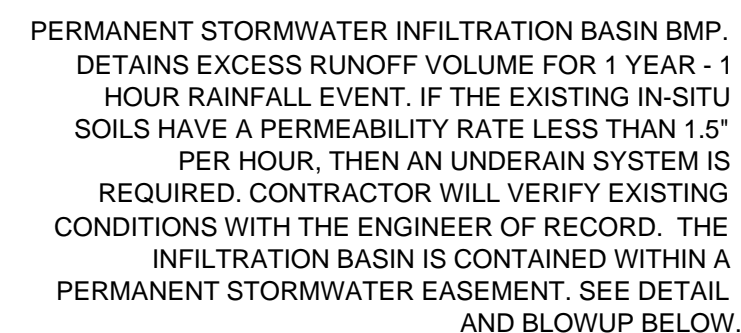 PERMANENT STORMWATER INFILTRATION BASIN BMP.
DETAINS EXCESS RUNOFF VOLUME FOR 1 YEAR - 1
HOUR RAINFALL EVENT. IF THE EXISTING IN-SITU
SOILS HAVE A PERMEABILITY RATE LESS THAN 1.5"
PER HOUR, THEN AN UNDERAIN SYSTEM IS
REQUIRED. CONTRACTOR WILL VERIFY EXISTING
CONDITIONS WITH THE ENGINEER OF RECORD. THE
INFILTRATION BASIN IS CONTAINED WITHIN A
PERMANENT STORMWATER EASEMENT. SEE DETAIL
AND BLOWUP BELOW.